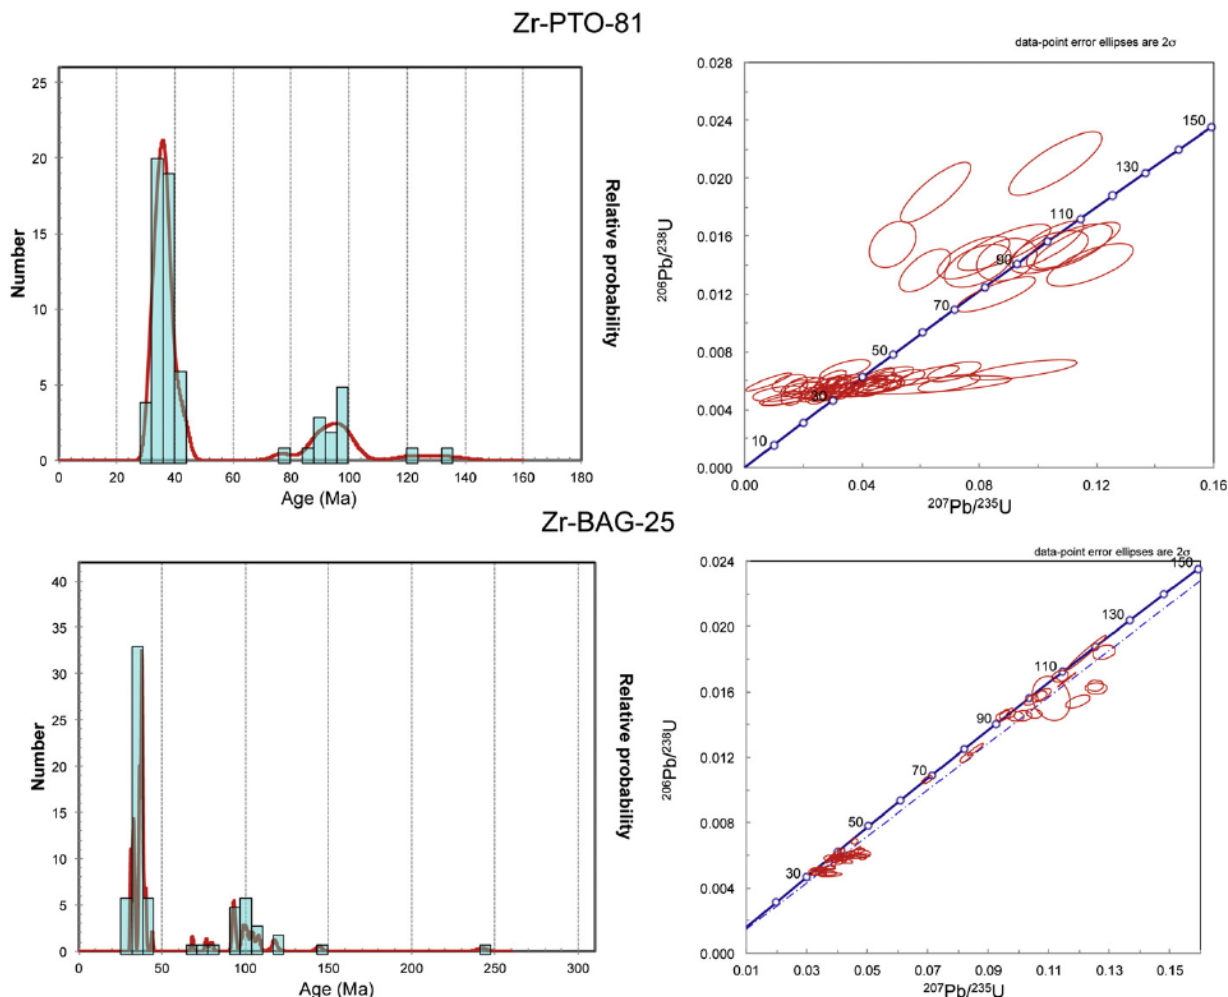 Zr-PTO-81
data-point error ellipses are 2σ
25
20
15
10
5
0
Number
0 20 40 60 80 100 120 140 160 180
Age (Ma)
Relative probability
0.028
0.024
0.020
0.016
0.012
0.008
0.004
0.000
206Pb/238U
150
130
110
90
70
50
30
10
0.00 0.04 0.08 0.12 0.16
207Pb/235U
Zr-BAG-25
data-point error ellipses are 2σ
40
35
30
25
20
15
10
5
0
Number
0 50 100 150 200 250 300
Age (Ma)
Relative probability
0.024
0.020
0.016
0.012
0.008
0.004
0.000
206Pb/238U
150
130
110
90
70
50
30
0.01 0.03 0.05 0.07 0.09 0.11 0.13 0.15
207Pb/235U